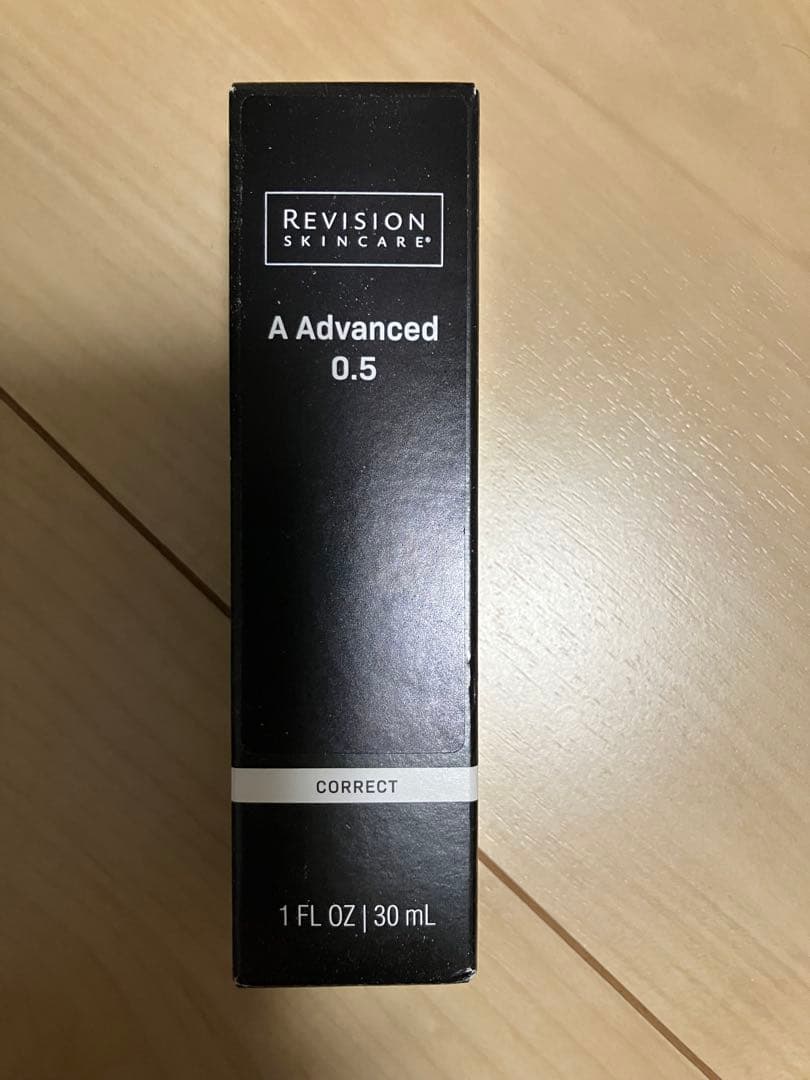 REVISION
SKINCARE®
A Advanced
0.5
CORRECT
1 FL OZ | 30 mL